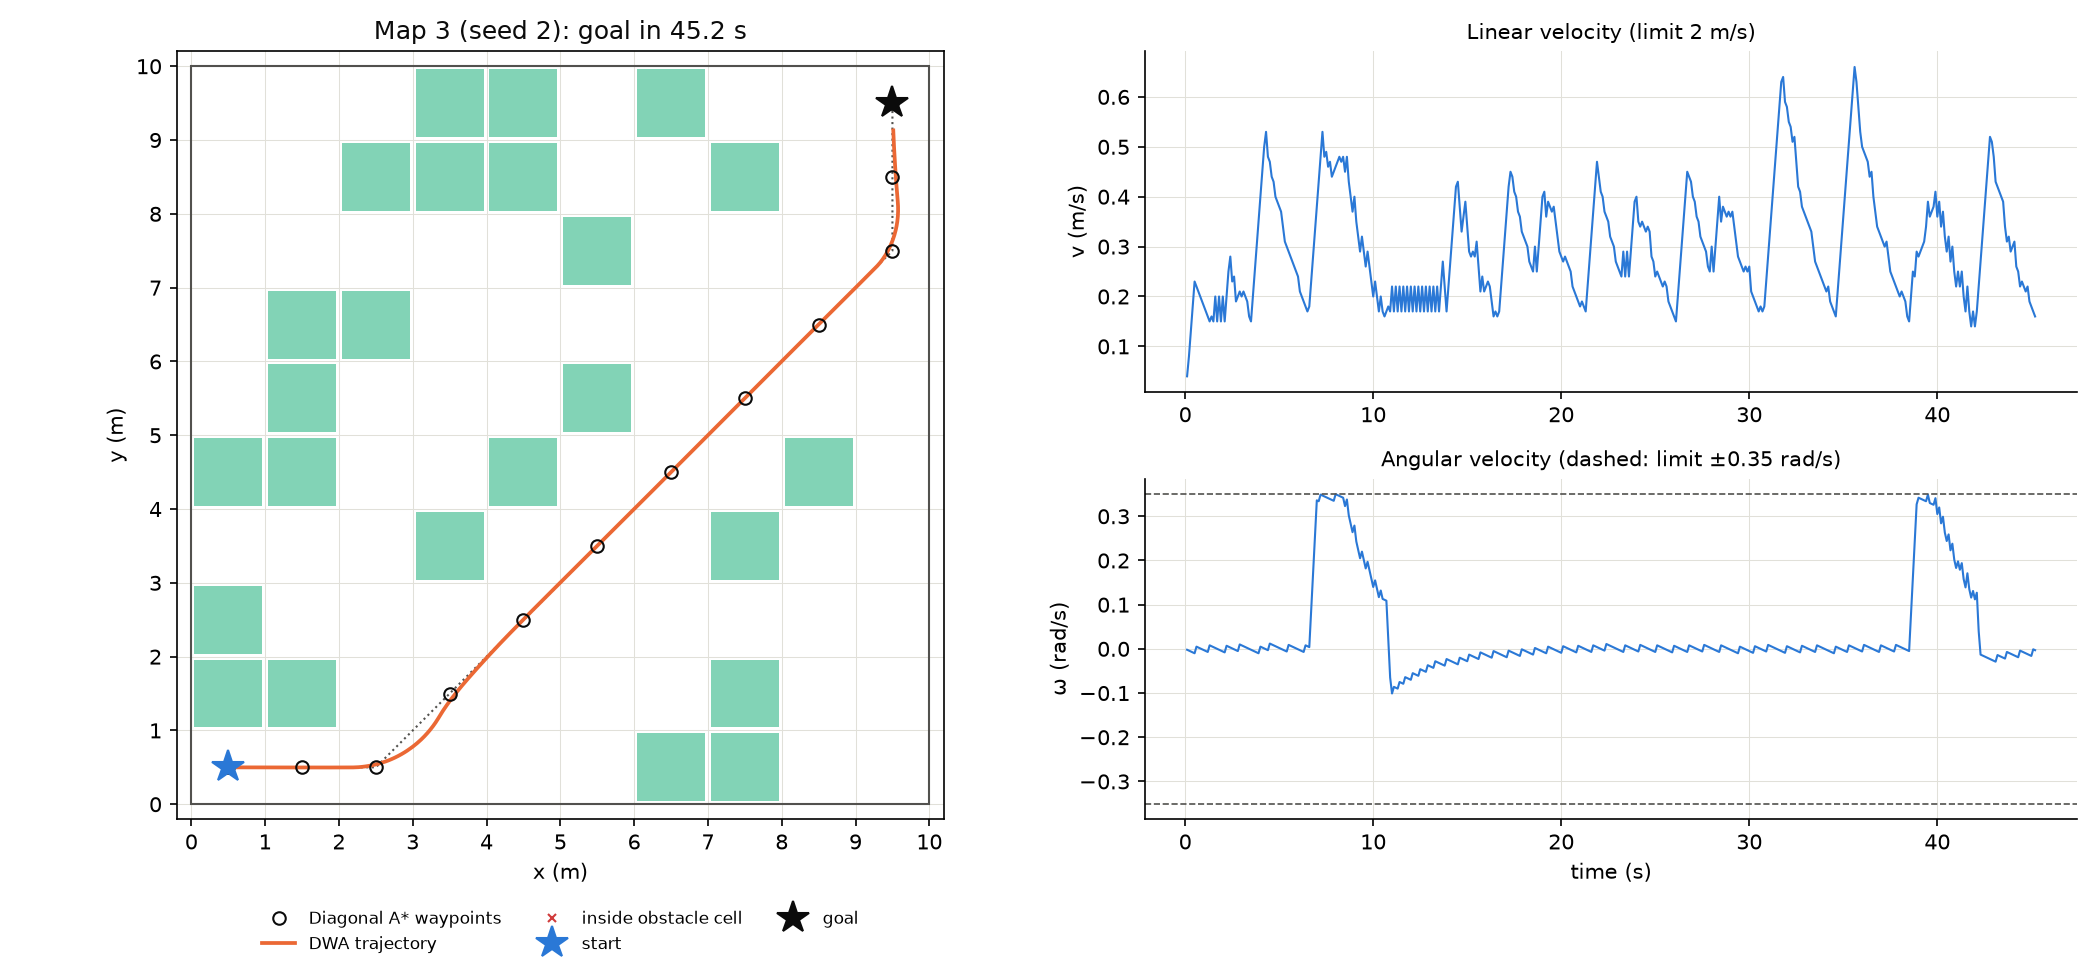 Map 3 (seed 2): goal in 45.2 s
10
9
8
7
6
5
4
3
2
1
0
y (m)
0 1 2 3 4 5 6 7 8 9 10
x (m)
Diagonal A* waypoints
DWA trajectory
inside obstacle cell
start
goal
Linear velocity (limit 2 m/s)
0.6
0.5
0.4
0.3
0.2
0.1
v (m/s)
0 10 20 30 40
Angular velocity (dashed: limit ±0.35 rad/s)
0.3
0.2
0.1
0.0
−0.1
−0.2
−0.3
ω (rad/s)
0 10 20 30 40
time (s)